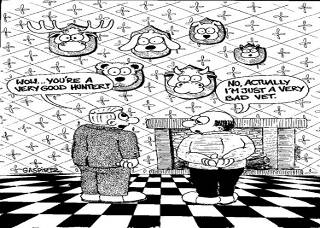 WOW... YOU'RE A
VERY GOOD HUNTER!
NO, ACTUALLY
I'M JUST A VERY
BAD VET.